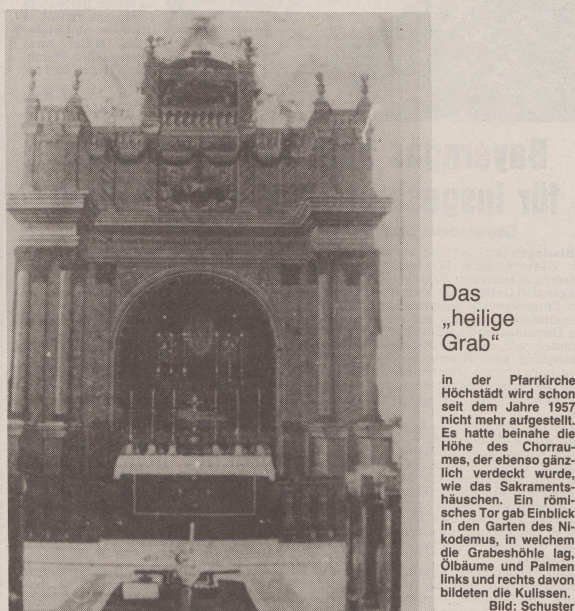 Bayerngas
für insges
Das
„heilige
Grab“
in der Pfarrkirche
Höchstädt wird schon
seit dem Jahre 1957
nicht mehr aufgestellt.
Es hatte beinahe die
Höhe des Chorrau-
mes, der ebenso gänz-
lich verdeckt wurde,
wie das Sakraments-
häuschen. Ein römi-
sches Tor gab Einblick
in den Garten des Ni-
kodemus, in welchem
die Grabeshöhle lag,
Ölbäume und Palmen
links und rechts davon
bildeten die Kulissen.
Bild: Schuster